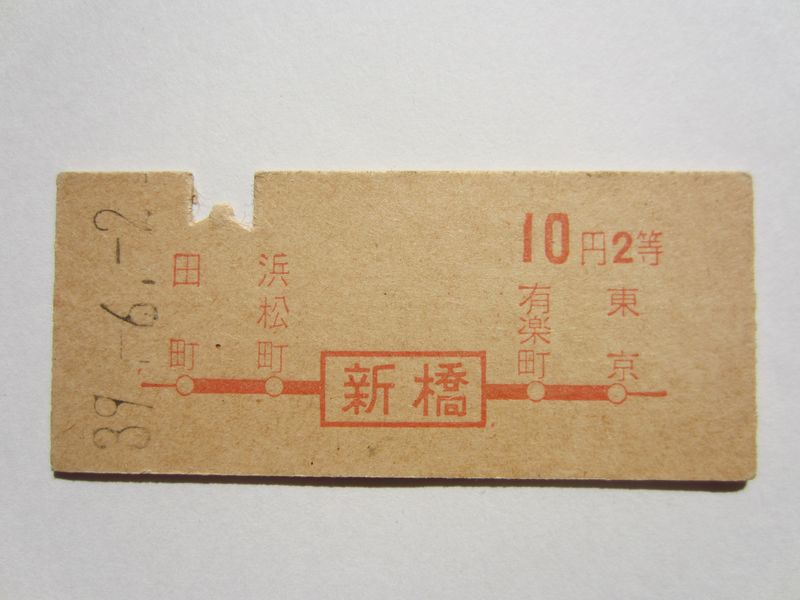 39.-6.-2.
10円2等
田町
浜松町
新橋
有楽町
東京